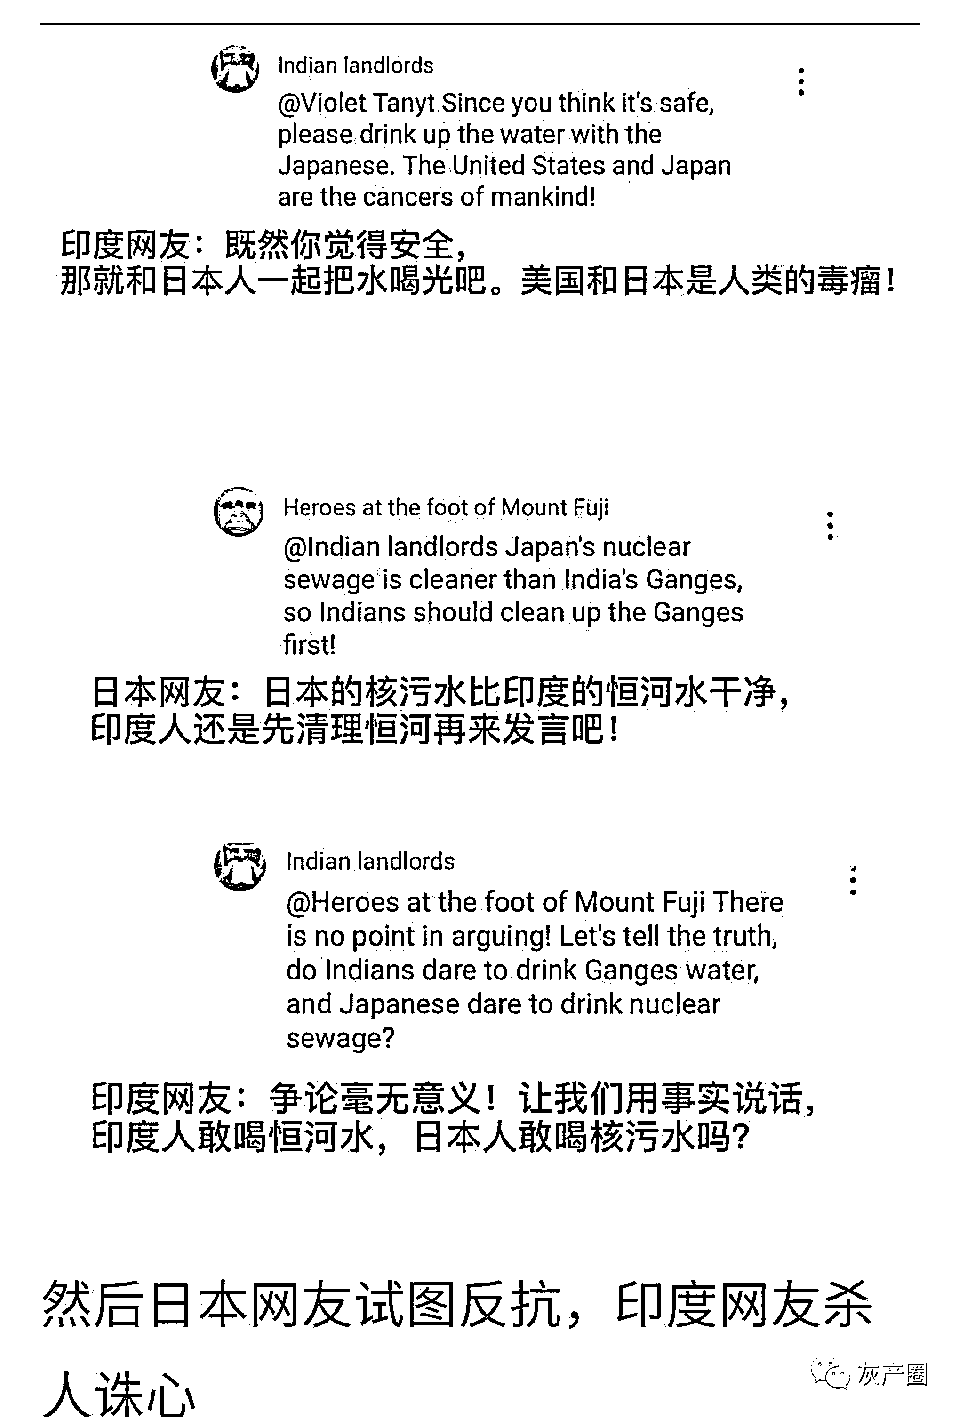 Indian landlords
@Violet Tanyt Since you think it's safe,
please drink up the water with the
Japanese. The United States and Japan
are the cancers of mankind!
印度网友：既然你觉得安全，
那就和日本人一起把水喝光吧。美国和日本是人类的毒瘤！
Heroes at the foot of Mount Fuji
@Indian landlords Japan's nuclear
sewage is cleaner than India's Ganges,
so Indians should clean up the Ganges
first!
日本网友：日本的核污水比印度的恒河水干净，
印度人还是先清理恒河再来发言吧！
Indian landlords
@Heroes at the foot of Mount Fuji There
is no point in arguing! Let's tell the truth,
do Indians dare to drink Ganges water,
and Japanese dare to drink nuclear
sewage?
印度网友：争论毫无意义！让我们用事实说话，
印度人敢喝恒河水，日本人敢喝核污水吗？
然后日本网友试图反抗，印度网友杀
人诛心
灰产圈